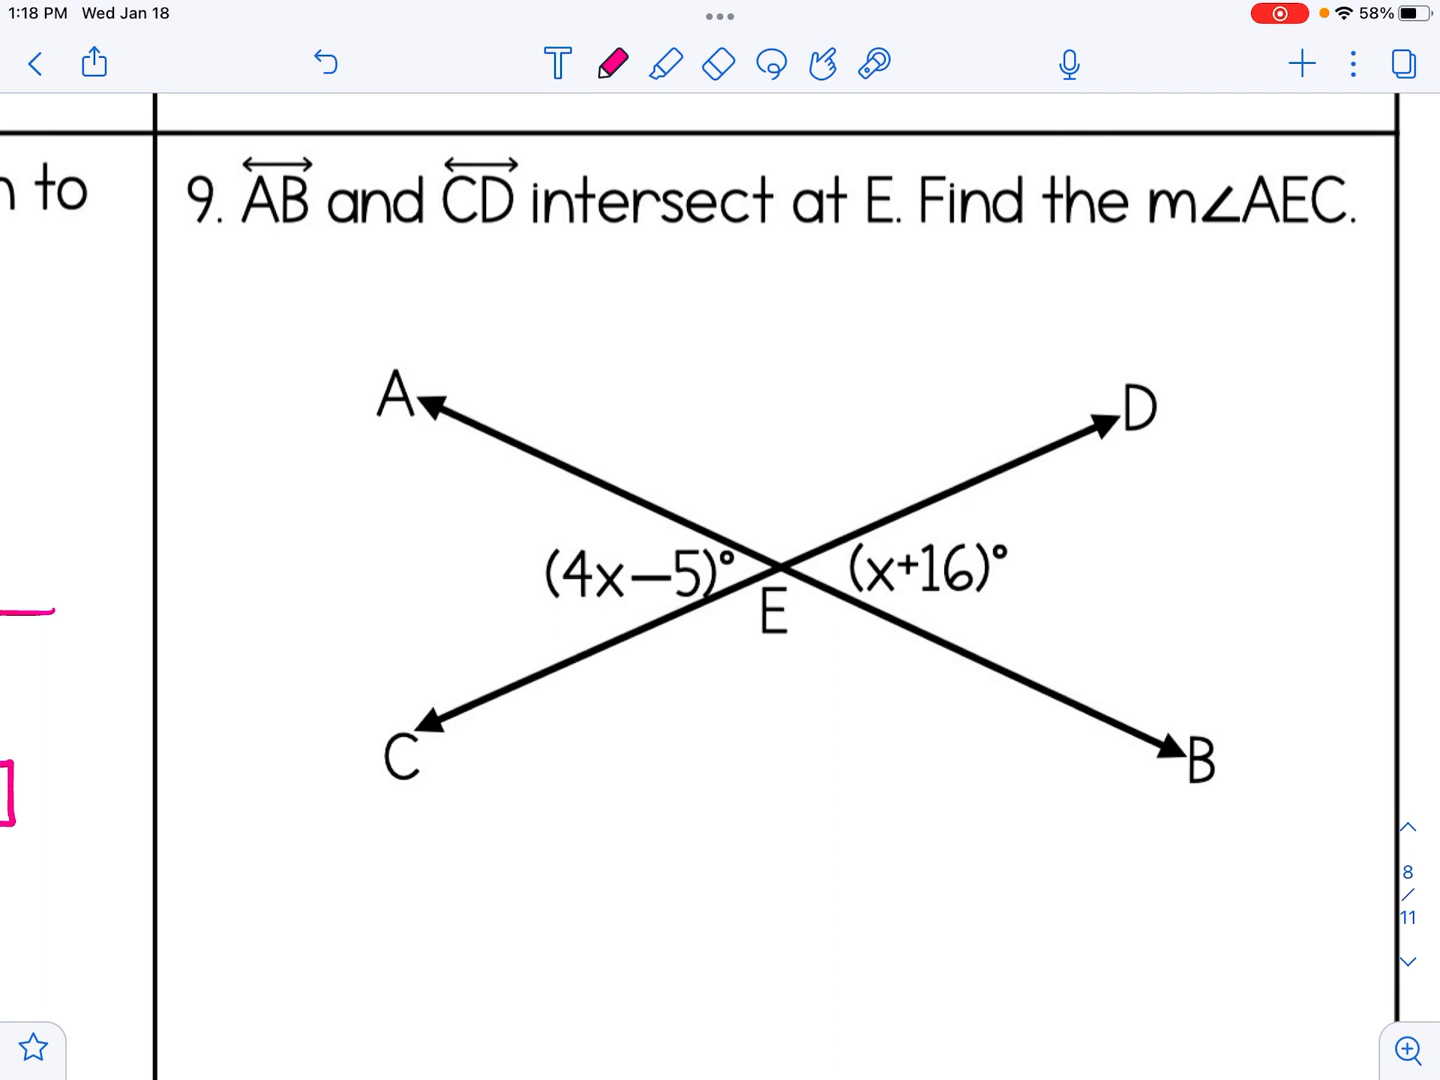 1:18 PM Wed Jan 18
58%
n to
9. AB and CD intersect at E. Find the m∠AEC.
A
D
(4x−5)°
(x+16)°
E
C
B
8
/
11